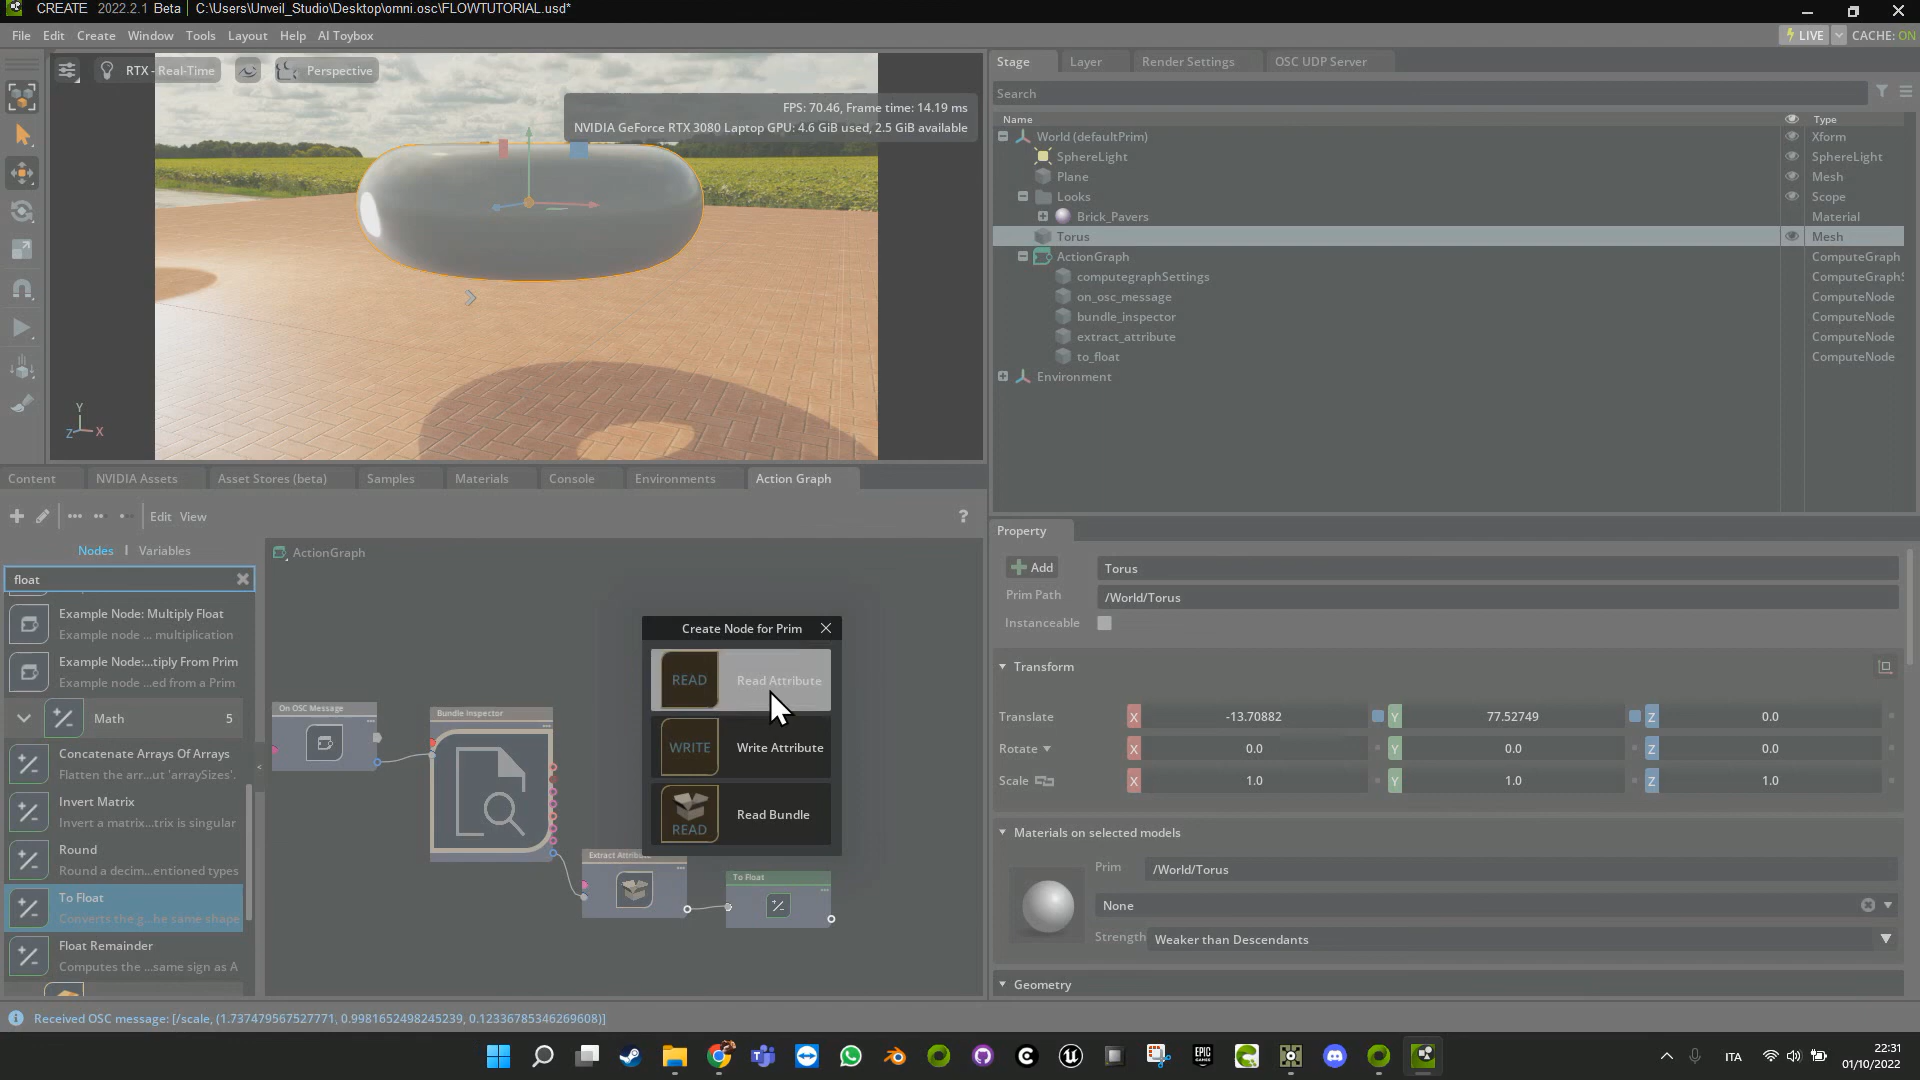 CREATE 2022.2.1 Beta | C:\Users\Unveil_Studio\Desktop\omni.osc\FLOWTUTORIAL.usd*
File Edit Create Window Tools Layout Help AI Toybox
LIVE CACHE: ON
RTX - Real-Time Perspective
FPS: 70.46, Frame time: 14.19 ms
NVIDIA GeForce RTX 3080 Laptop GPU: 4.6 GiB used, 2.5 GiB available
Y
Z X
Stage Layer Render Settings OSC UDP Server
Search
Name Type
World (defaultPrim) Xform
SphereLight SphereLight
Plane Mesh
Looks Scope
Brick_Pavers Material
Torus Mesh
ActionGraph ComputeGraph
computegraphSettings ComputeGraphS
on_osc_message ComputeNode
bundle_inspector ComputeNode
extract_attribute ComputeNode
to_float ComputeNode
Environment
Content NVIDIA Assets Asset Stores (beta) Samples Materials Console Environments Action Graph
Edit View ?
Nodes | Variables
float
Example Node: Multiply Float
Example node ... multiplication
Example Node:...tiply From Prim
Example node ...ed from a Prim
Math 5
Concatenate Arrays Of Arrays
Flatten the arr...ut 'arraySizes'.
Invert Matrix
Invert a matrix...trix is singular
Round
Round a decim...entioned types
To Float
Converts the g...he same shape
Float Remainder
Computes the ...same sign as A
ActionGraph
On OSC Message
Bundle Inspector
Extract Attribute
To Float
Create Node for Prim
READ Read Attribute
WRITE Write Attribute
READ Read Bundle
Property
Add Torus
Prim Path /World/Torus
Instanceable
Transform
Translate X -13.70882 Y 77.52749 Z 0.0
Rotate X 0.0 Y 0.0 Z 0.0
Scale X 1.0 Y 1.0 Z 1.0
Materials on selected models
Prim /World/Torus
None
Strength Weaker than Descendants
Geometry
Received OSC message: [/scale, (1.737479567527771, 0.9981652498245239, 0.12336785346269608)]
EPIC
ITA
22:31
01/10/2022